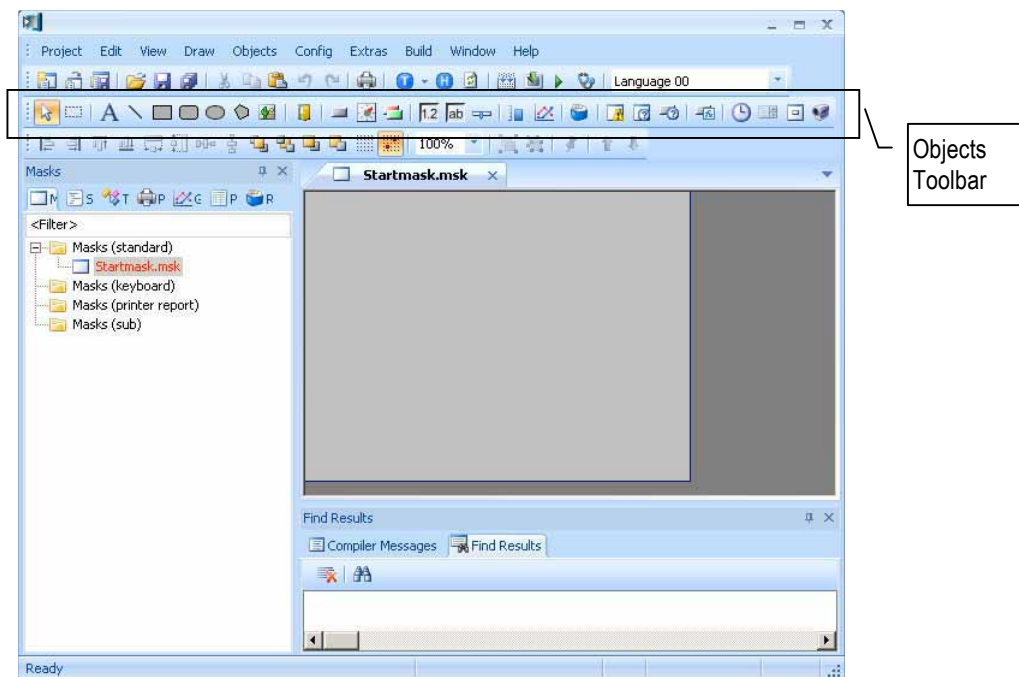 Project Edit View Draw Objects Config Extras Build Window Help
T H Language 00
A 1.2 ab
100%
Objects
Toolbar
Masks
Startmask.msk
M S T P G P R
<Filter>
Masks (standard)
Startmask.msk
Masks (keyboard)
Masks (printer report)
Masks (sub)
Find Results
Compiler Messages Find Results
Ready